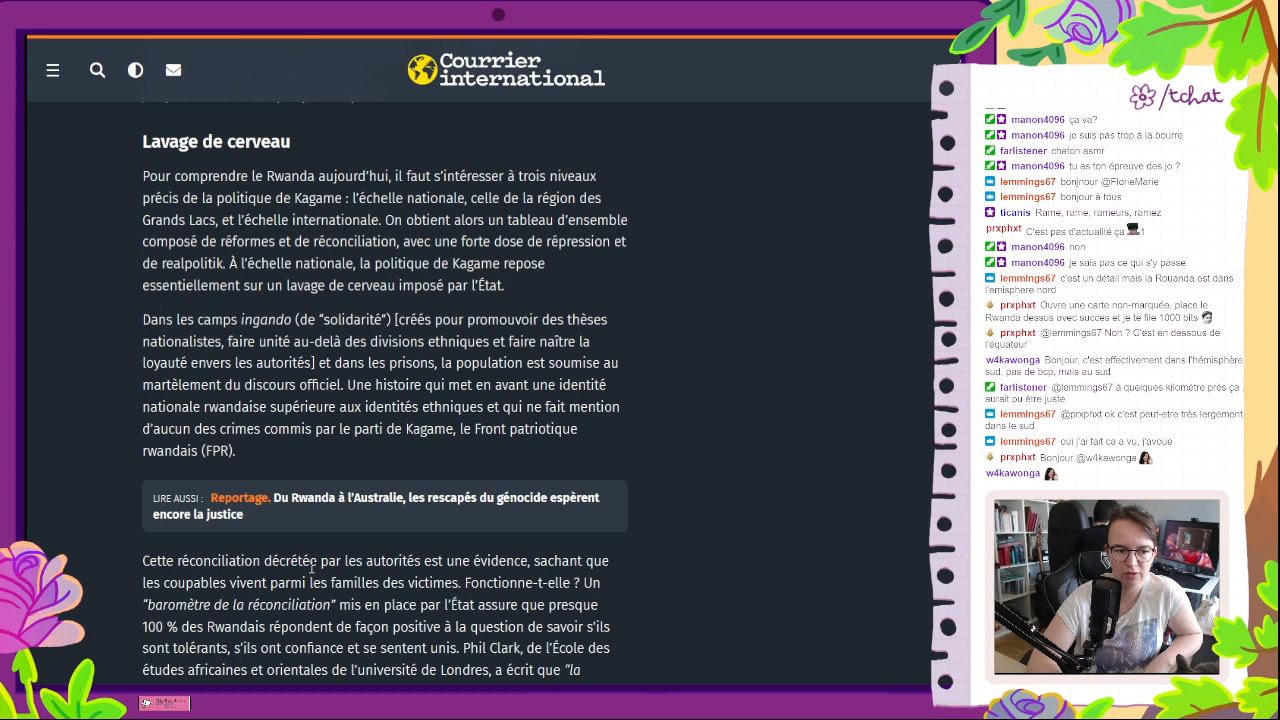 Courrier
international
Lavage de cerveau
Pour comprendre le Rwanda aujourd'hui, il faut s'intéresser à trois niveaux
précis de la politique de Kagame : l'échelle nationale, celle de la région des
Grands Lacs, et l'échelle internationale. On obtient alors un tableau d'ensemble
composé de réformes et de réconciliation, avec une forte dose de répression et
de realpolitik. À l'échelle nationale, la politique de Kagame repose
essentiellement sur un lavage de cerveau imposé par l'État.
Dans les camps ingando (de “solidarité”) [créés pour promouvoir des thèses
nationalistes, faire unité au-delà des divisions ethniques et faire naître la
loyauté envers les autorités] et dans les prisons, la population est soumise au
martèlement du discours officiel. Une histoire qui met en avant une identité
nationale rwandaise supérieure aux identités ethniques et qui ne fait mention
d'aucun des crimes commis par le parti de Kagame, le Front patriotique
rwandais (FPR).
LIRE AUSSI : Reportage. Du Rwanda à l'Australie, les rescapés du génocide espèrent
encore la justice
Cette réconciliation décrétée par les autorités est une évidence, sachant que
les coupables vivent parmi les familles des victimes. Fonctionne-t-elle ? Un
“baromètre de la réconciliation” mis en place par l'État assure que presque
100 % des Rwandais répondent de façon positive à la question de savoir s'ils
sont tolérants, s'ils ont confiance et se sentent unis. Phil Clark, de l'École des
études africaines et orientales de l'université de Londres, a écrit que “la
/tchat
manon4096 ça va?
manon4096 je suis pas trop à la bourre
farlistener chaton asmr
manon4096 tu as ton épreuve des jo ?
lemmings67 bonjnour @FlorieMarie
lemmings67 bonjour à tous
ticanis Rame, rame, rameurs, ramez
prxphxt C'est pas d'actualité ça 1
manon4096 non
manon4096 je sais pas ce qui s'y passe
lemmings67 c'est un détail mais la Rouanda est dans
l'emisphere nord
prxphxt Ouvre une carte non-marquée, place le
Rwanda dessus avec succès et je te file 1000 bits
prxphxt @lemmings67 Non ? C'est en dessous de
l'équateur
w4kawonga Bonjour, c'est effectivement dans l'hémisphère
sud, pas de bcp, mais au sud
farlistener @lemmings67 à quelques kilomètre près ça
aurait pu être juste
lemmings67 @prxphxt ok c'est peut-etre très lergement
dans le sud
lemmings67 oui j'ai fait ca a vu, j'avoue
prxphxt Bonjour @w4kawonga
w4kawonga